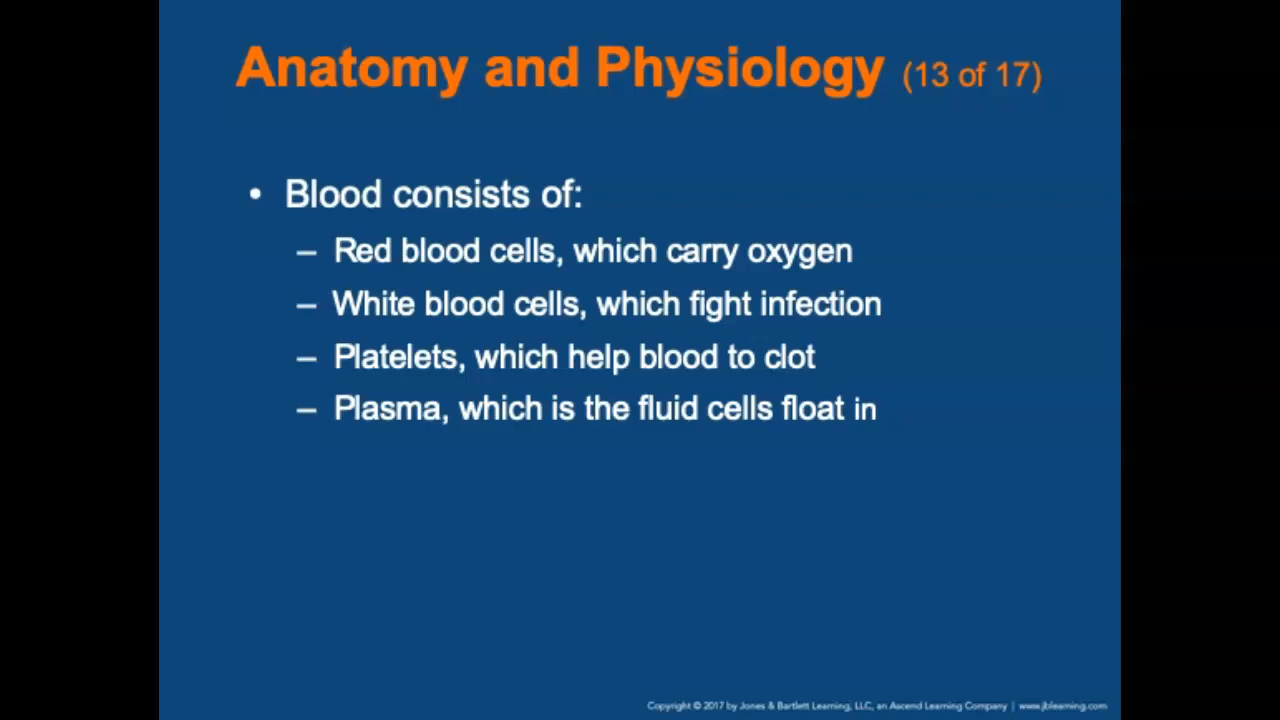 Anatomy and Physiology (13 of 17)
• Blood consists of:
– Red blood cells, which carry oxygen
– White blood cells, which fight infection
– Platelets, which help blood to clot
– Plasma, which is the fluid cells float in
Copyright © 2017 by Jones & Bartlett Learning, LLC, an Ascend Learning Company | www.jblearning.com